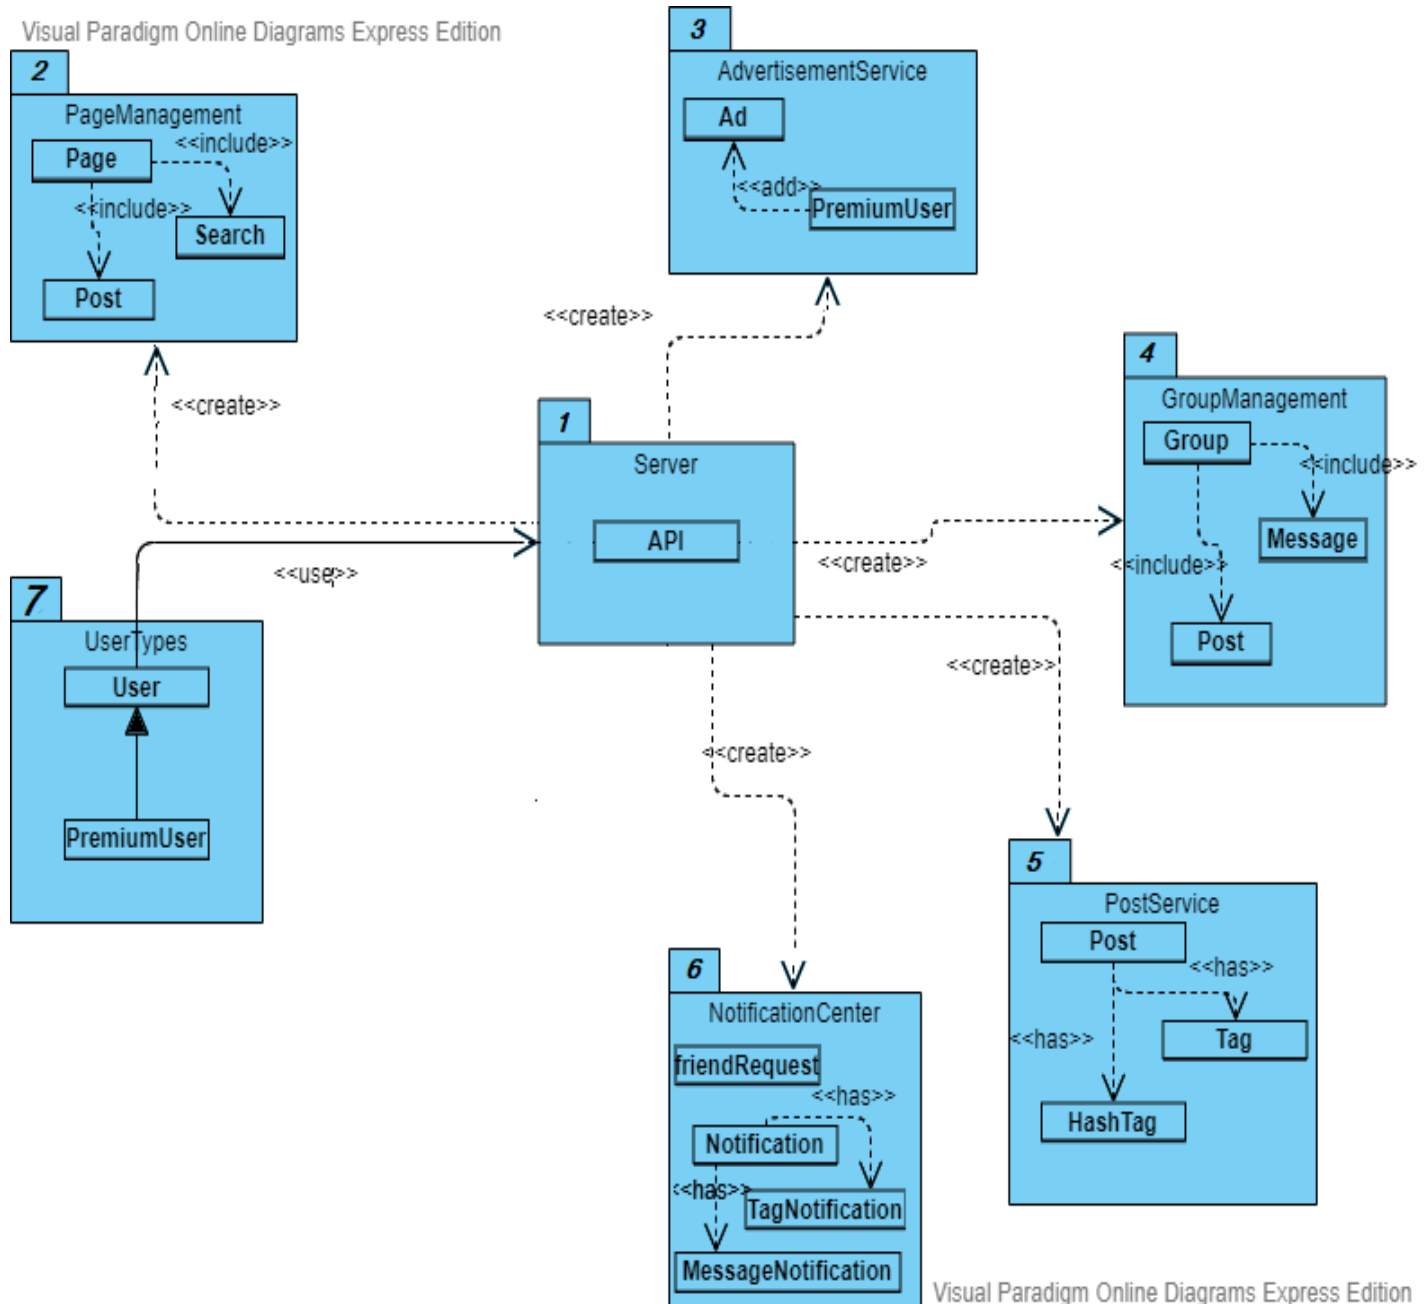 Visual Paradigm Online Diagrams Express Edition
2
PageManagement
Page
<<include>>
<<include>>
Search
Post
<<create>>
3
AdvertisementService
Ad
<<add>>
PremiumUser
<<create>>
1
Server
API
<<use>>
<<create>>
4
GroupManagement
Group
<<include>>
Message
<<include>>
Post
7
UserTypes
User
PremiumUser
<<create>>
<<create>>
5
PostService
Post
<<has>>
Tag
<<has>>
HashTag
6
NotificationCenter
friendRequest
<<has>>
Notification
<<has>>
TagNotification
MessageNotification
Visual Paradigm Online Diagrams Express Edition